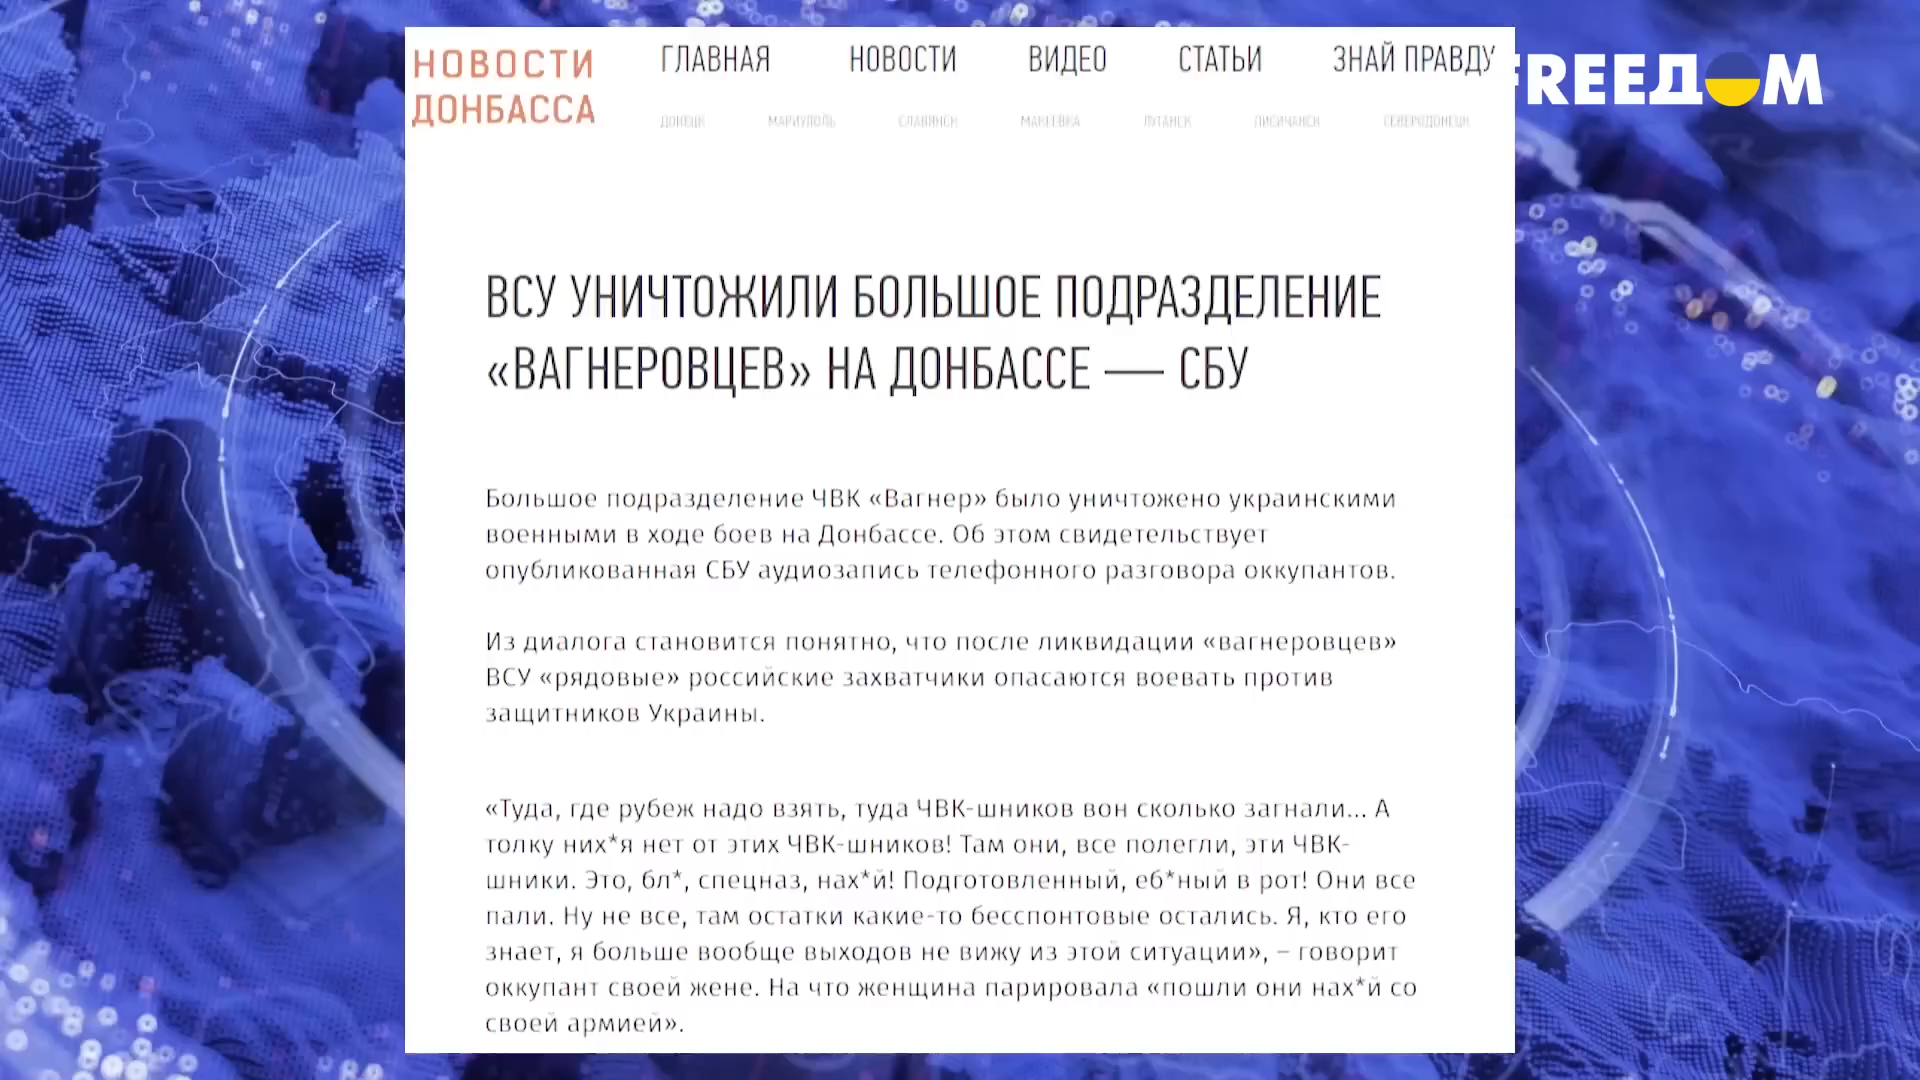 НОВОСТИ
ДОНБАССА
ГЛАВНАЯ НОВОСТИ ВИДЕО СТАТЬИ ЗНАЙ ПРАВДУ
ДОНЕЦК МАРИУПОЛЬ СЛАВЯНСК МАКЕЕВКА ЛУГАНСК ЛИСИЧАНСК СЕВЕРОДОНЕЦК
FREEДOM
ВСУ УНИЧТОЖИЛИ БОЛЬШОЕ ПОДРАЗДЕЛЕНИЕ
«ВАГНЕРОВЦЕВ» НА ДОНБАССЕ — СБУ
Большое подразделение ЧВК «Вагнер» было уничтожено украинскими
военными в ходе боев на Донбассе. Об этом свидетельствует
опубликованная СБУ аудиозапись телефонного разговора оккупантов.
Из диалога становится понятно, что после ликвидации «вагнеровцев»
ВСУ «рядовые» российские захватчики опасаются воевать против
защитников Украины.
«Туда, где рубеж надо взять, туда ЧВК-шников вон сколько загнали... А
толку них*я нет от этих ЧВК-шников! Там они, все полегли, эти ЧВК-
шники. Это, бл*, спецназ, нах*й! Подготовленный, еб*ный в рот! Они все
пали. Ну не все, там остатки какие-то бесспонтовые остались. Я, кто его
знает, я больше вообще выходов не вижу из этой ситуации», – говорит
оккупант своей жене. На что женщина парировала «пошли они нах*й со
своей армией».